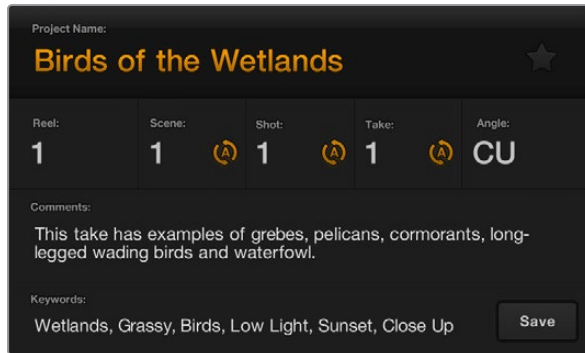 Project Name:
Birds of the Wetlands
Reel: Scene: Shot: Take: Angle:
1 1 A 1 A 1 A CU
Comments:
This take has examples of grebes, pelicans, cormorants, long-
legged wading birds and waterfowl.
Keywords:
Wetlands, Grassy, Birds, Low Light, Sunset, Close Up Save